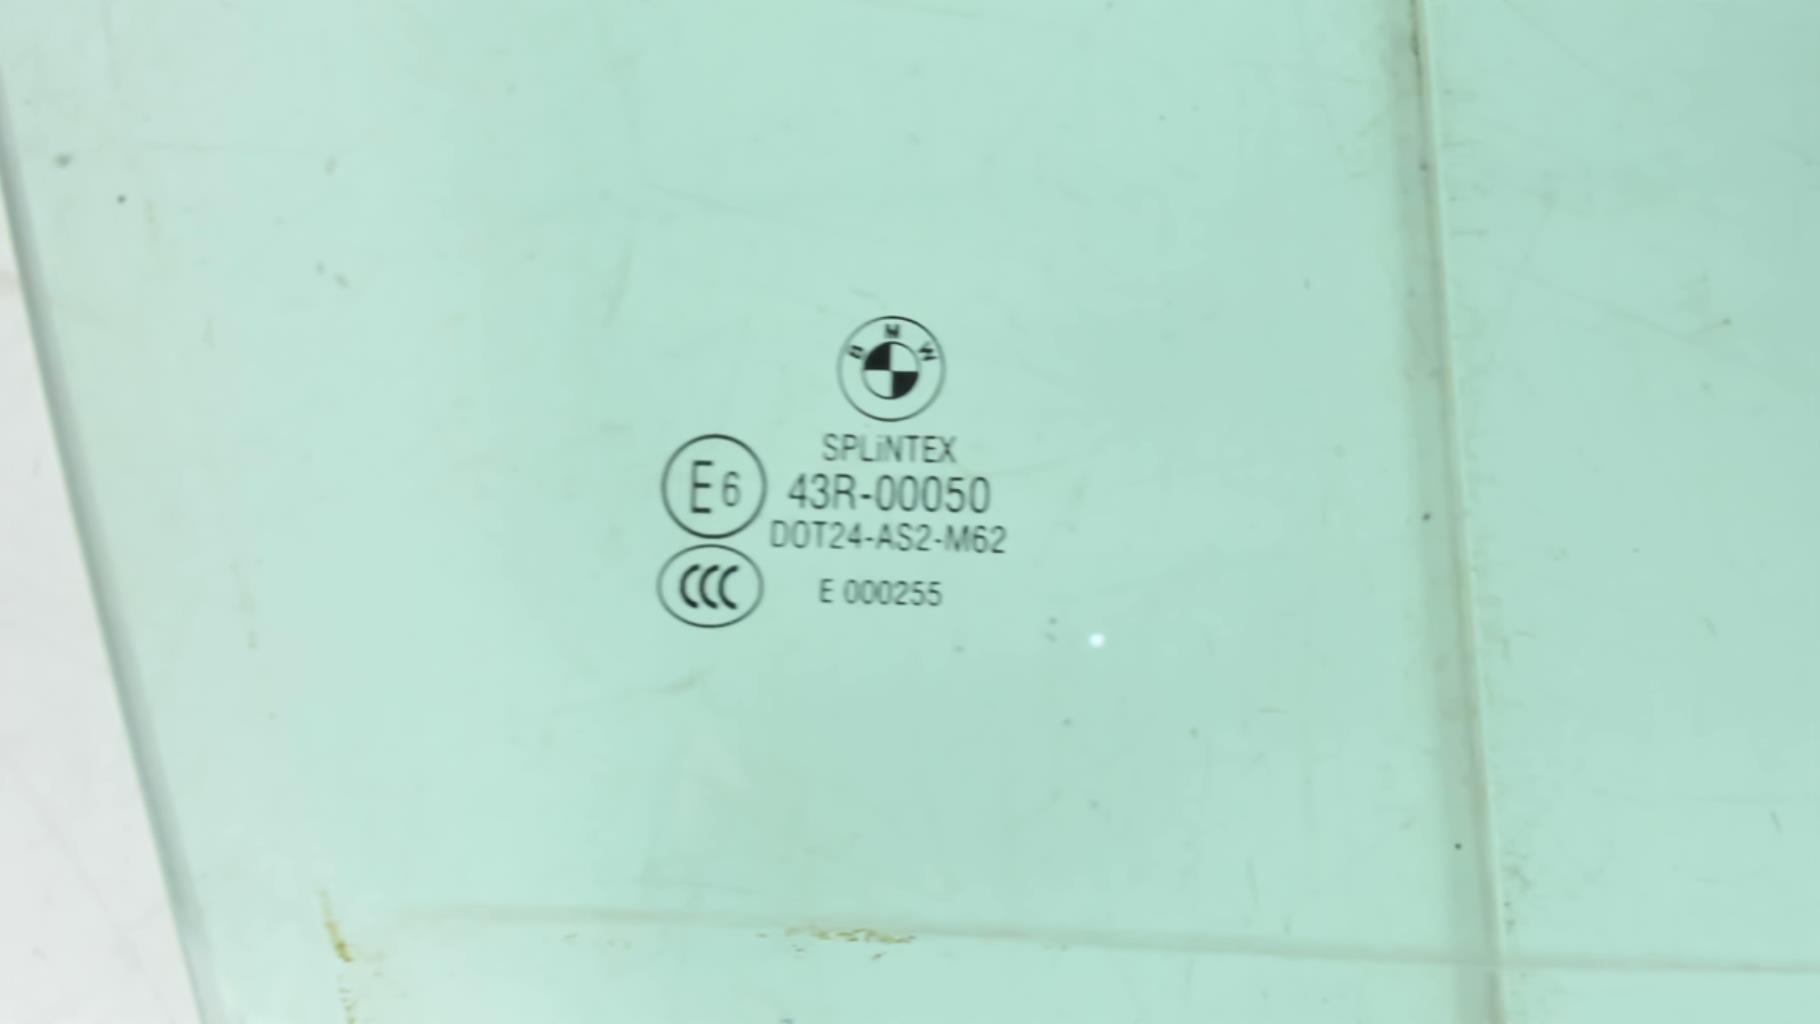 BMW
SPLiNTEX
E6 43R-00050
DOT24-AS2-M62
CCC E 000255